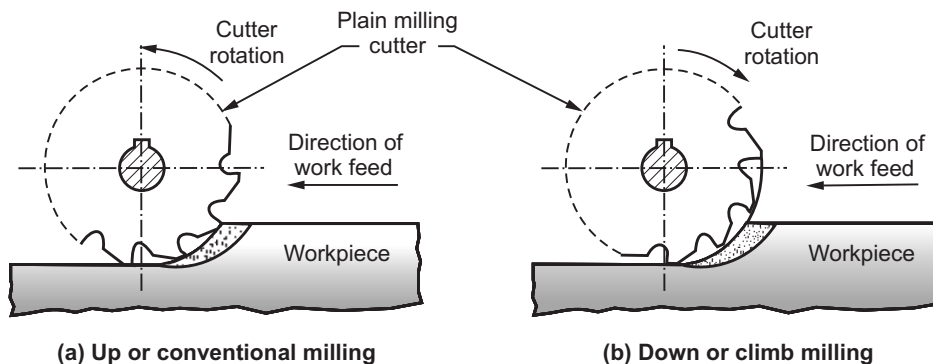 Cutter
rotation
Plain milling
cutter
Direction of
work feed
Workpiece
(a) Up or conventional milling
Cutter
rotation
Direction of
work feed
Workpiece
(b) Down or climb milling